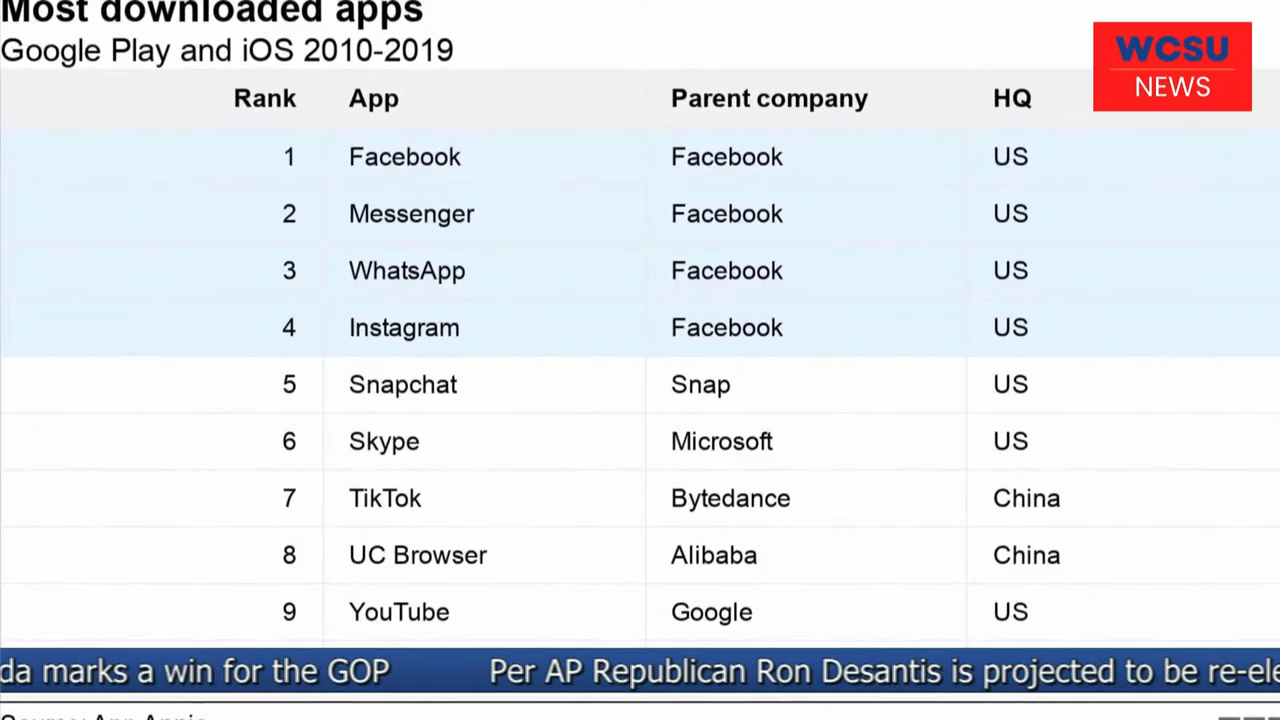 Most downloaded apps
Google Play and iOS 2010-2019
WCSU
NEWS
Rank App Parent company HQ
1 Facebook Facebook US
2 Messenger Facebook US
3 WhatsApp Facebook US
4 Instagram Facebook US
5 Snapchat Snap US
6 Skype Microsoft US
7 TikTok Bytedance China
8 UC Browser Alibaba China
9 YouTube Google US
da marks a win for the GOP Per AP Republican Ron Desantis is projected to be re-ele